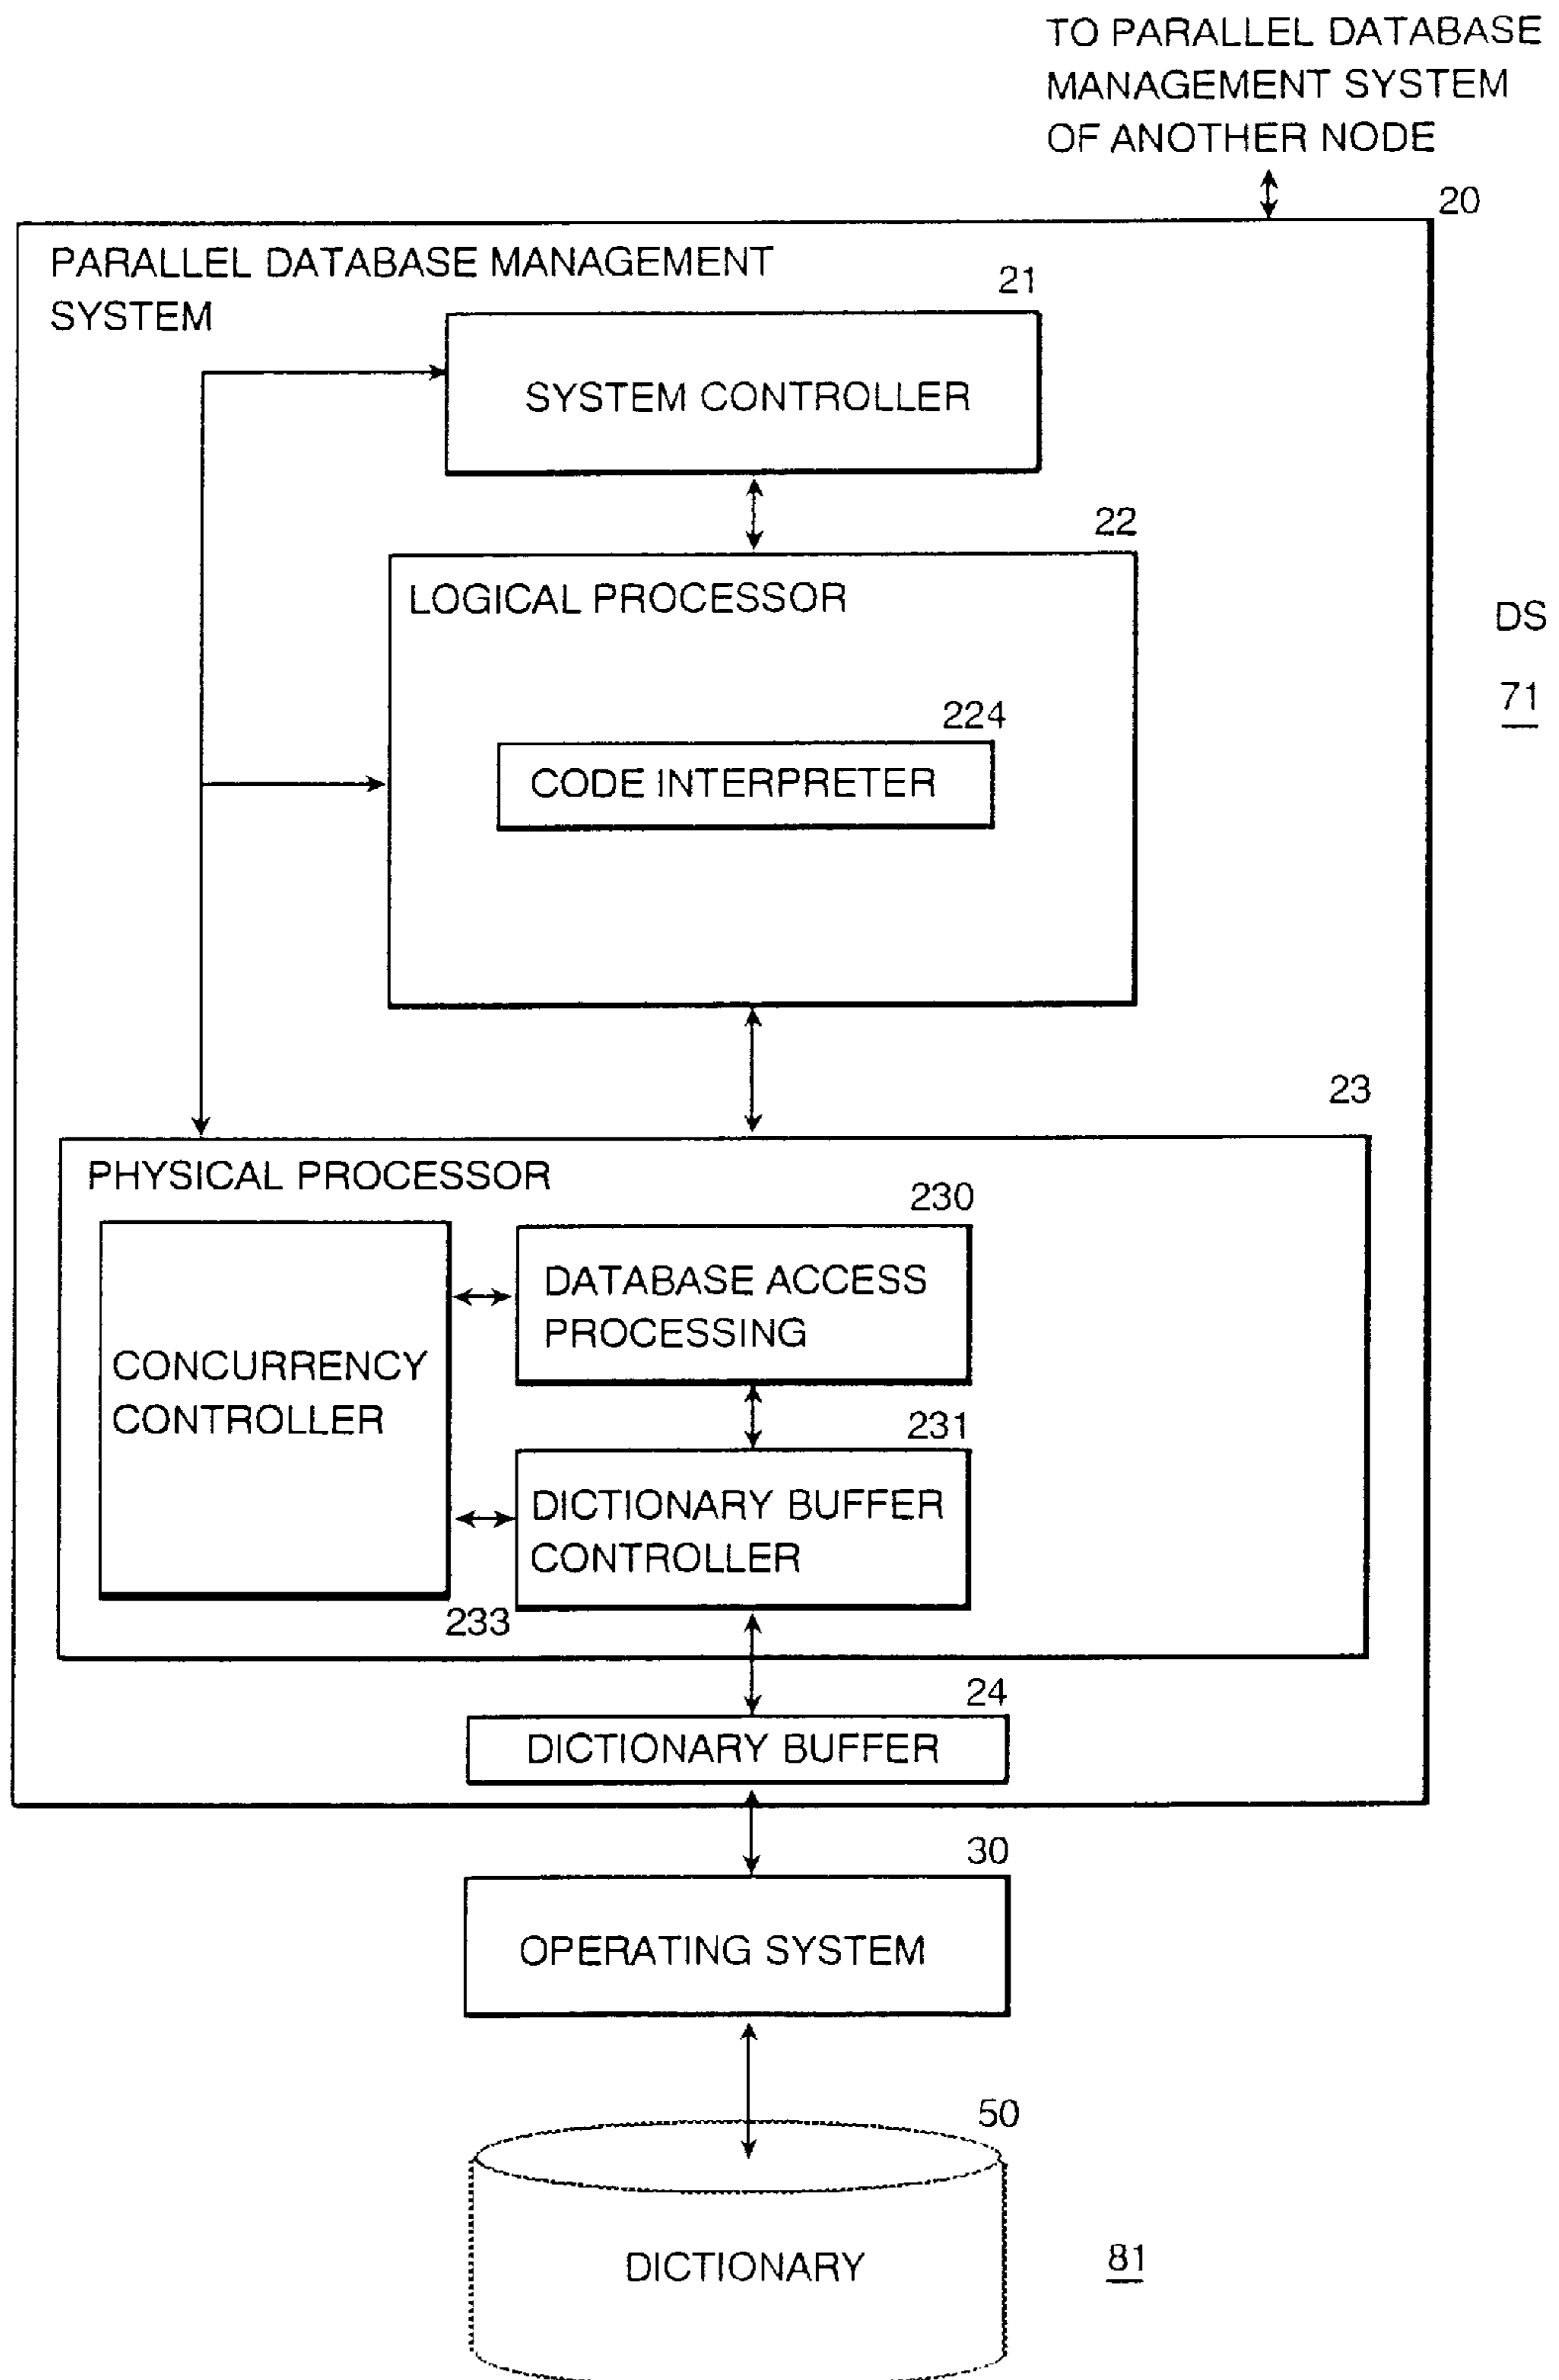 TO PARALLEL DATABASE
MANAGEMENT SYSTEM
OF ANOTHER NODE
20
PARALLEL DATABASE MANAGEMENT
SYSTEM
21
SYSTEM CONTROLLER
22
LOGICAL PROCESSOR
DS
71
224
CODE INTERPRETER
23
PHYSICAL PROCESSOR
230
DATABASE ACCESS
PROCESSING
CONCURRENCY
CONTROLLER
231
DICTIONARY BUFFER
CONTROLLER
233
24
DICTIONARY BUFFER
30
OPERATING SYSTEM
50
DICTIONARY
81